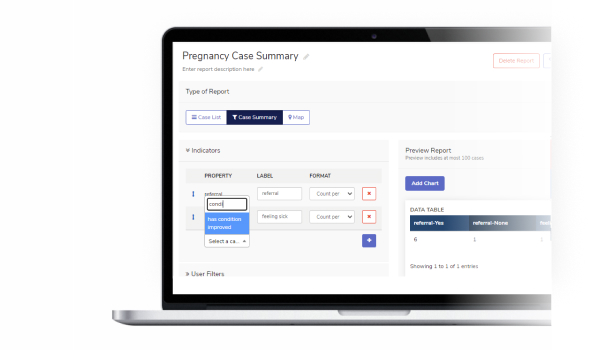 Pregnancy Case Summary
Enter report description here
Delete Report
Type of Report
Case List
Case Summary
Map
Indicators
PROPERTY LABEL FORMAT
referral referral Count per
condi
feeling sick Count per
has condition
improved
Select a ca...
User Filters
Preview Report
Preview includes at most 100 cases
Add Chart
DATA TABLE
referral-Yes referral-None
6 1 1
Showing 1 to 1 of 1 entries